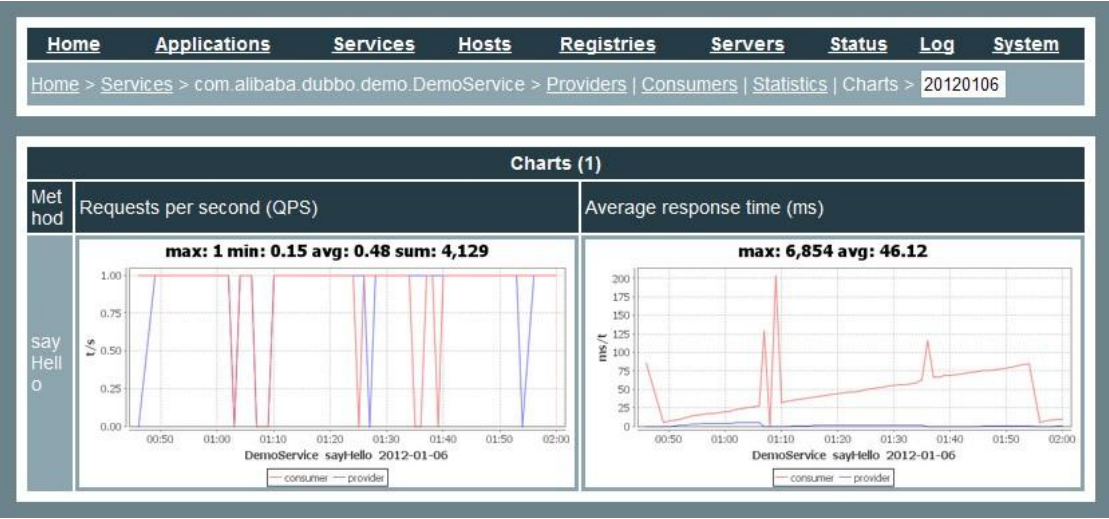 Home Applications Services Hosts Registries Servers Status Log System
Home > Services > com.alibaba.dubbo.demo.DemoService > Providers | Consumers | Statistics | Charts > 20120106
Charts (1)
Met
hod
Requests per second (QPS)
Average response time (ms)
say
Hell
o
max: 1 min: 0.15 avg: 0.48 sum: 4,129
1.00
0.75
0.50
0.25
0.00
t/s
00:50 01:00 01:10 01:20 01:30 01:40 01:50 02:00
DemoService sayHello 2012-01-06
consumer provider
max: 6,854 avg: 46.12
200
175
150
125
100
75
50
25
0
ms/t
00:50 01:00 01:10 01:20 01:30 01:40 01:50 02:00
DemoService sayHello 2012-01-06
consumer provider